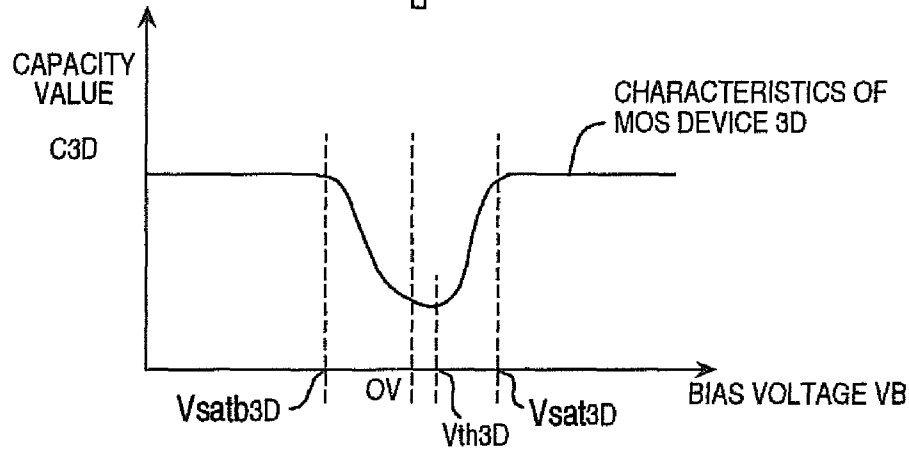 CAPACITY
VALUE
C3D
CHARACTERISTICS OF
MOS DEVICE 3D
Vsatb3D
OV
Vth3D
Vsat3D
BIAS VOLTAGE VB